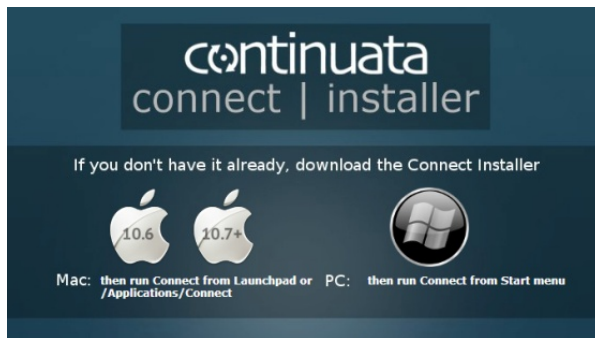 continuata
connect | installer
If you don't have it already, download the Connect Installer
10.6 10.7+
Mac: then run Connect from Launchpad or
/Applications/Connect
PC: then run Connect from Start menu